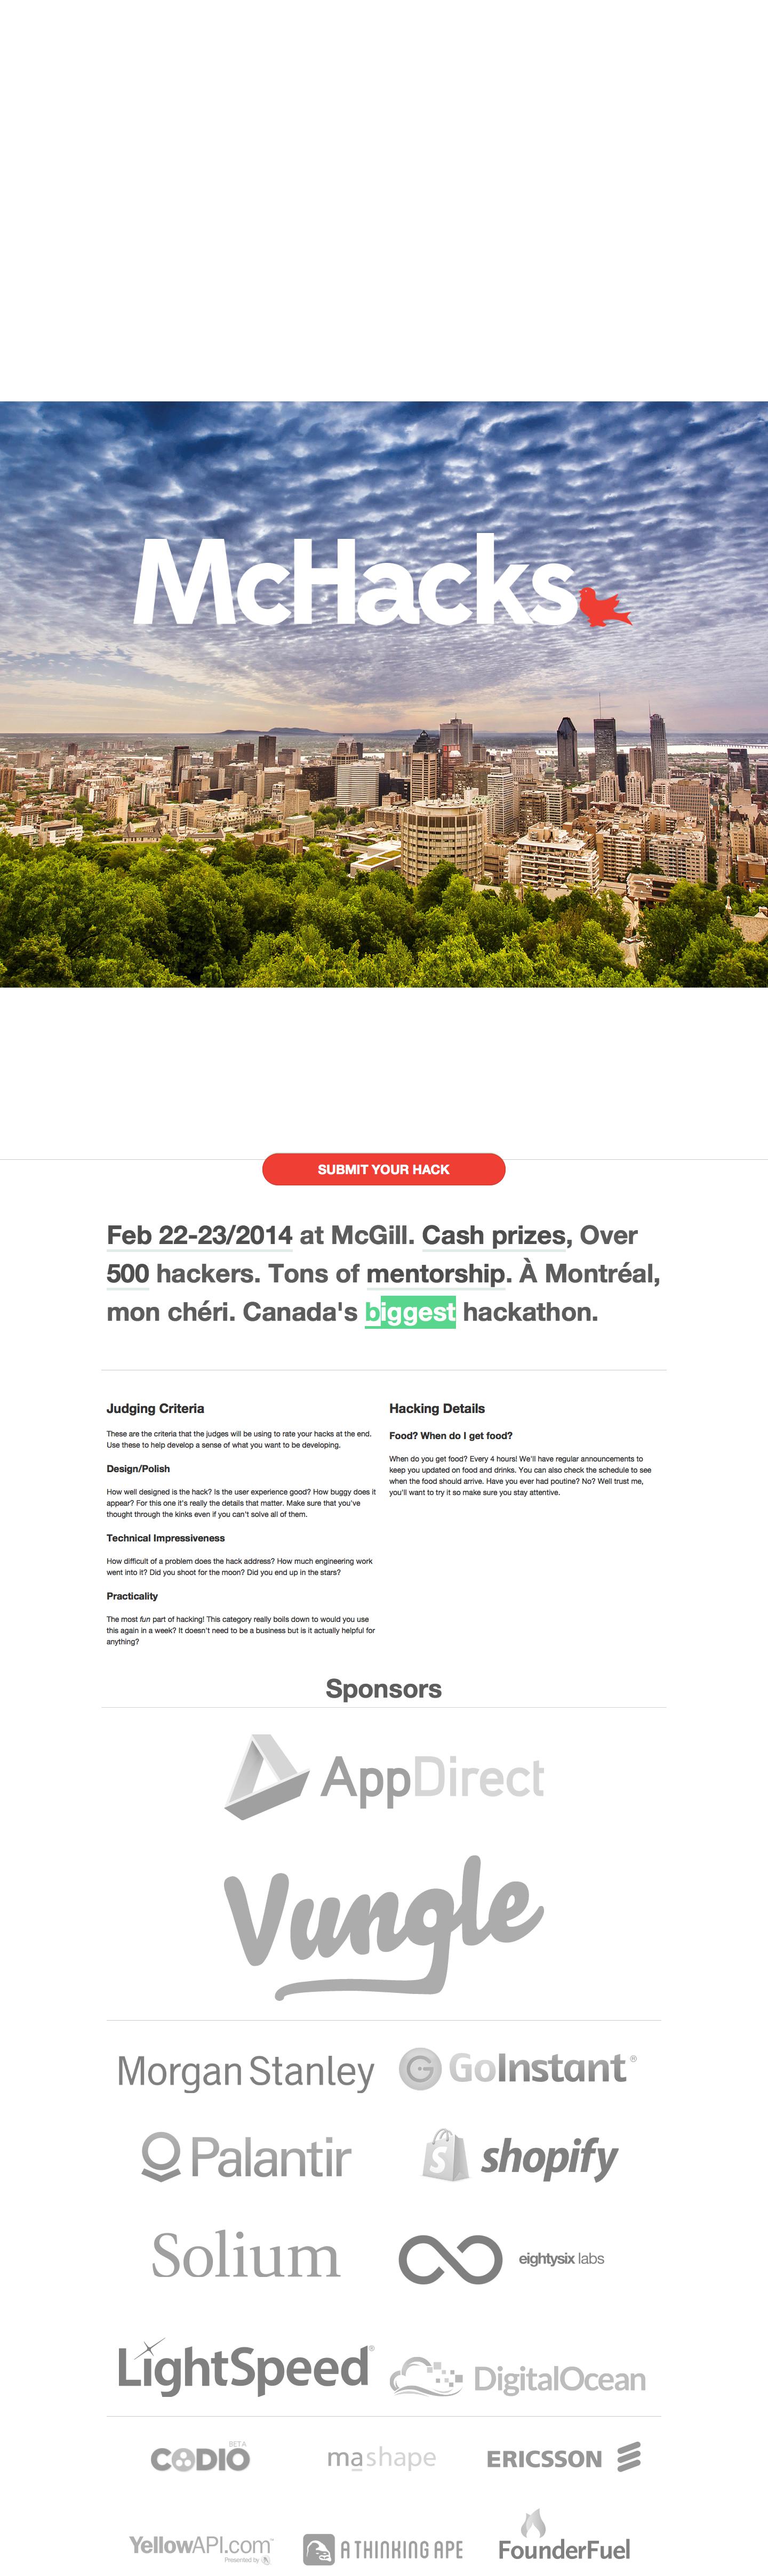 McHacks
SUBMIT YOUR HACK
Feb 22-23/2014 at McGill. Cash prizes, Over
500 hackers. Tons of mentorship. À Montréal,
mon chéri. Canada's biggest hackathon.
Judging Criteria
These are the criteria that the judges will be using to rate your hacks at the end.
Use these to help develop a sense of what you want to be developing.
Design/Polish
How well designed is the hack? Is the user experience good? How buggy does it
appear? For this one it's really the details that matter. Make sure that you've
thought through the kinks even if you can't solve all of them.
Technical Impressiveness
How difficult of a problem does the hack address? How much engineering work
went into it? Did you shoot for the moon? Did you end up in the stars?
Practicality
The most fun part of hacking! This category really boils down to would you use
this again in a week? It doesn't need to be a business but is it actually helpful for
anything?
Hacking Details
Food? When do I get food?
When do you get food? Every 4 hours! We'll have regular announcements to
keep you updated on food and drinks. You can also check the schedule to see
when the food should arrive. Have you ever had poutine? No? Well trust me,
you'll want to try it so make sure you stay attentive.
Sponsors
AppDirect
Vungle
Morgan Stanley
GoInstant®
Palantir
shopify
Solium
eightysix labs
LightSpeed®
DigitalOcean
CODIO BETA
mashape
ERICSSON
YellowAPI.com™
Presented by
A THINKING APE
FounderFuel